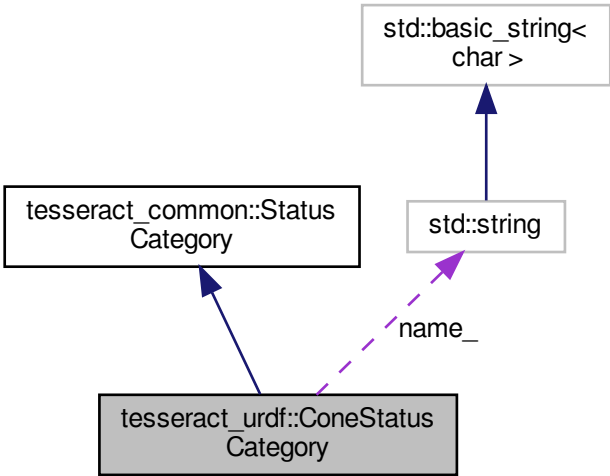 std::basic_string<
char >
tesseract_common::Status
Category
std::string
name_
tesseract_urdf::ConeStatus
Category